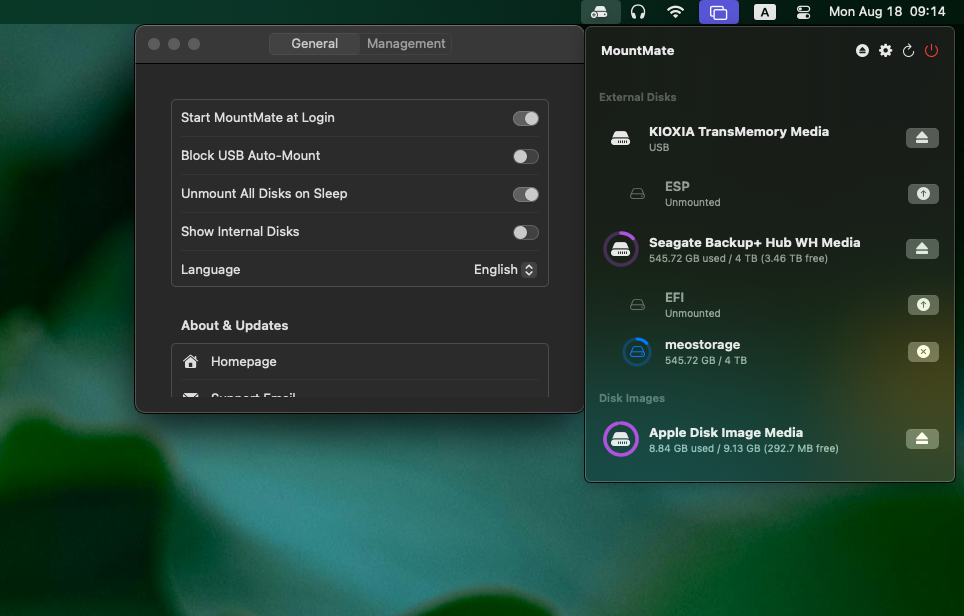 A
Mon Aug 18 09:14
General
Management
Start MountMate at Login
Block USB Auto-Mount
Unmount All Disks on Sleep
Show Internal Disks
Language
English
About & Updates
Homepage
Support Email
MountMate
External Disks
KIOXIA TransMemory Media
USB
ESP
Unmounted
Seagate Backup+ Hub WH Media
545.72 GB used / 4 TB (3.46 TB free)
EFI
Unmounted
meostorage
545.72 GB / 4 TB
Disk Images
Apple Disk Image Media
8.84 GB used / 9.13 GB (292.7 MB free)